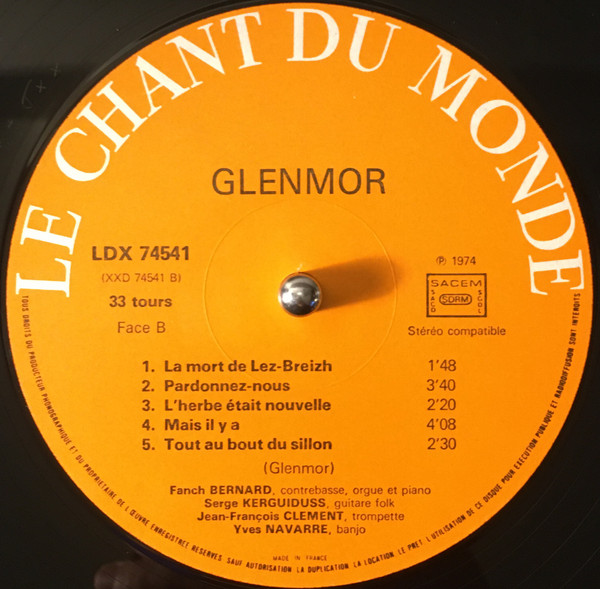 LE CHANT DU MONDE
GLENMOR
LDX 74541
(XXD 74541 B)
33 tours
Face B
℗ 1974
SACEM
SACD
SDRM
SGDL
Stéréo compatible
1. La mort de Lez-Breizh 1'48
2. Pardonnez-nous 3'40
3. L'herbe était nouvelle 2'20
4. Mais il y a 4'08
5. Tout au bout du sillon 2'30
(Glenmor)
Fanch BERNARD, contrebasse, orgue et piano
Serge KERGUIDUSS, guitare folk
Jean-François CLEMENT, trompette
Yves NAVARRE, banjo
MADE IN FRANCE
TOUS DROITS DU PRODUCTEUR PHONOGRAPHIQUE ET DU PROPRIETAIRE DE L'ŒUVRE ENREGISTREE RESERVES SAUF AUTORISATION LA DUPLICATION LA LOCATION LE PRET L'UTILISATION DE CE DISQUE POUR EXECUTION PUBLIQUE ET RADIODIFFUSION SONT INTERDITS